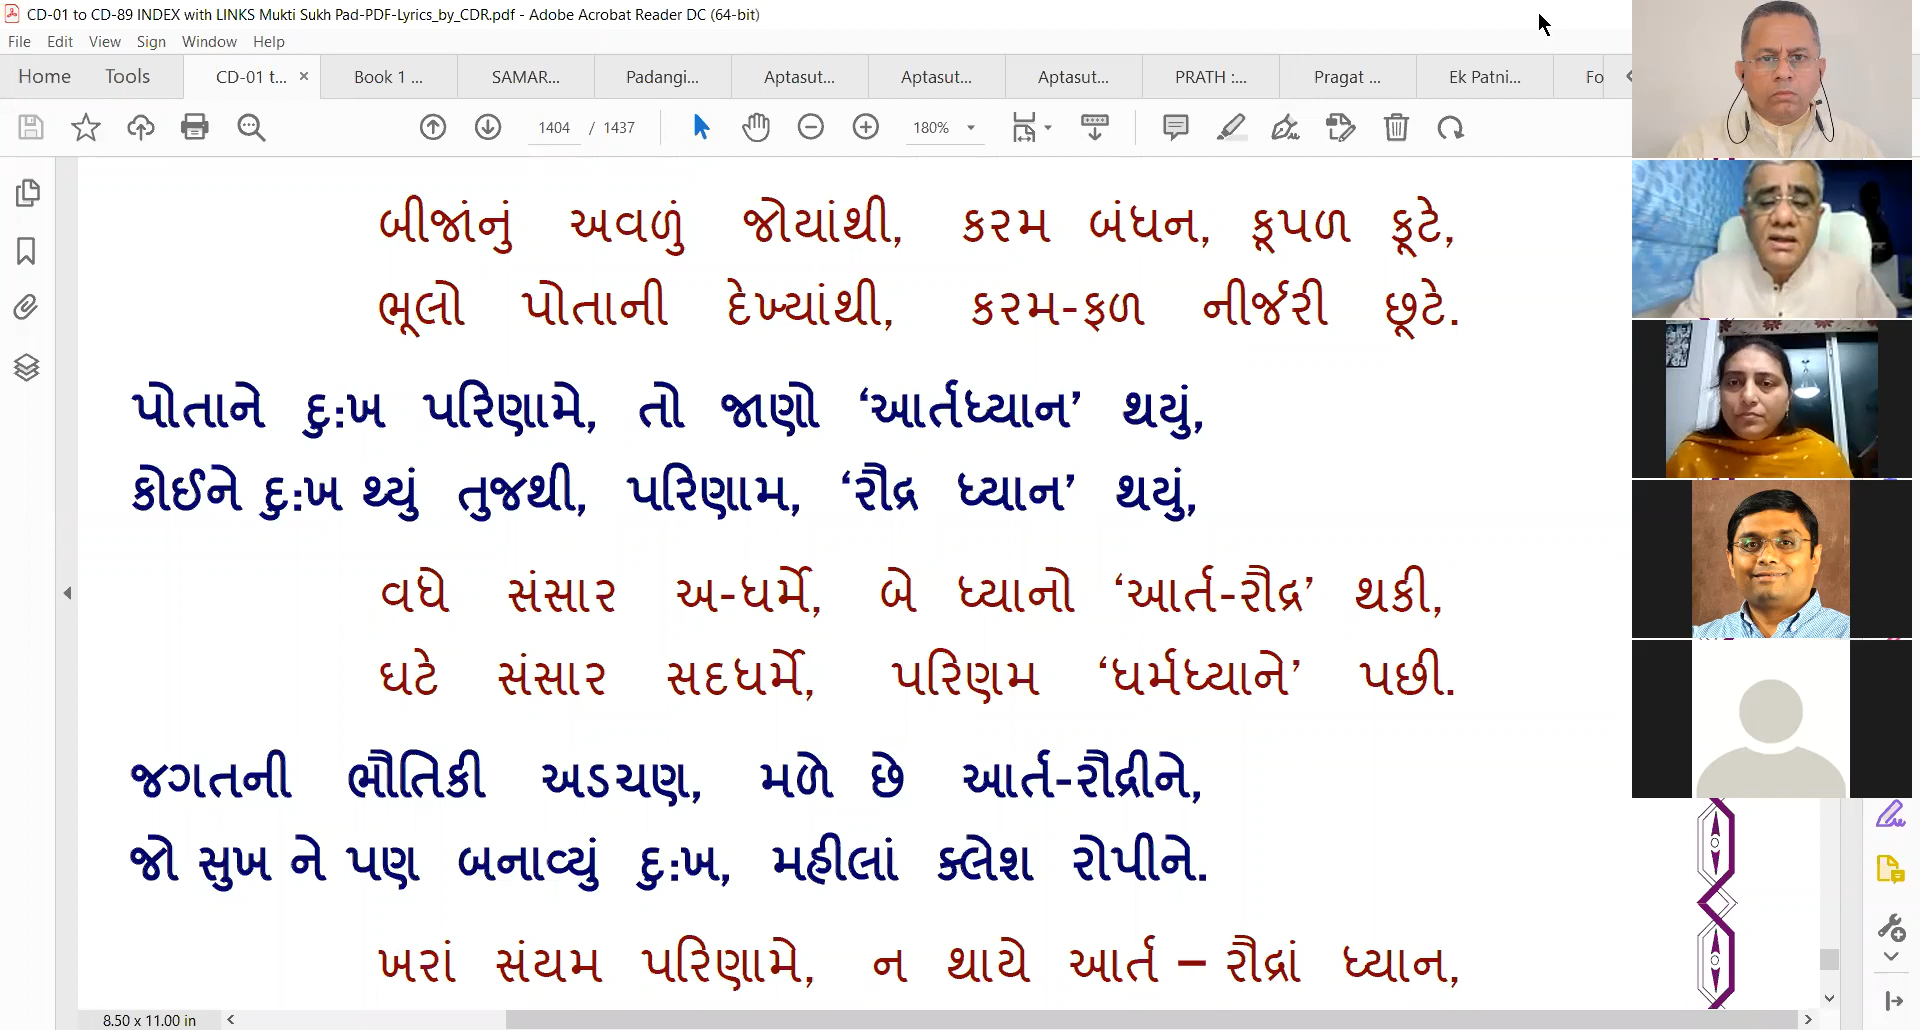 CD-01 to CD-89 INDEX with LINKS Mukti Sukh Pad-PDF-Lyrics_by_CDR.pdf - Adobe Acrobat Reader DC (64-bit)
File Edit View Sign Window Help
Home Tools CD-01 t... × Book 1 ... SAMAR... Padangi... Aptasut... Aptasut... Aptasut... PRATH :... Pragat ... Ek Patni... Fo
1404 / 1437 180%
બીજાંનું અવળું જોયાંથી, કરમ બંધન, કૂપળ ફૂટે,
ભૂલો પોતાની દેખ્યાંથી, કરમ-ફળ નીર્જરી છૂટે.
પોતાને દુ:ખ પરિણામે, તો જાણો ‘આર્તધ્યાન’ થયું,
કોઈને દુ:ખ થ્યું તુજથી, પરિણામ, ‘રૌદ્ર ધ્યાન’ થયું,
વધે સંસાર અ-ધર્મે, બે ધ્યાનો ‘આર્ત-રૌદ્ર’ થકી,
ઘટે સંસાર સદધર્મે, પરિણમ ‘ધર્મધ્યાને’ પછી.
જગતની ભૌતિકી અડચણ, મળે છે આર્ત-રૌદ્રીને,
જો સુખ ને પણ બનાવ્યું દુ:ખ, મહીલાં ક્લેશ રોપીને.
ખરાં સંયમ પરિણામે, ન થાયે આર્ત – રૌદ્રાં ધ્યાન,
8.50 x 11.00 in